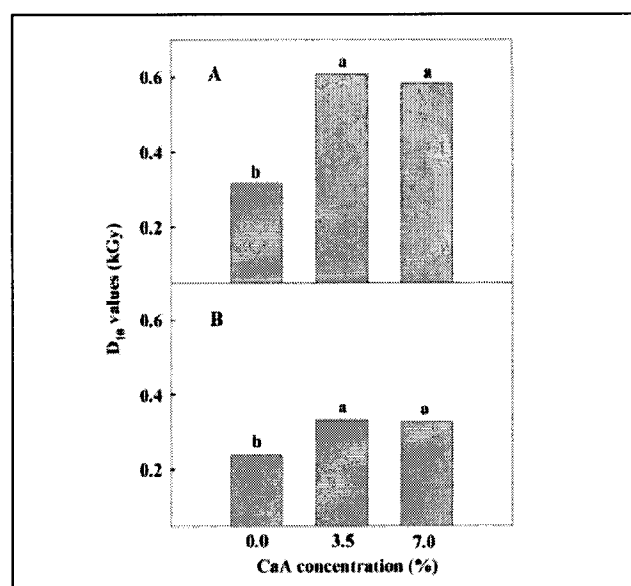 A
0.6
0.4
0.2
b
a
a
D10 values (kGy)
B
0.6
0.4
0.2
b
a
a
0.0 3.5 7.0
CaA concentration (%)